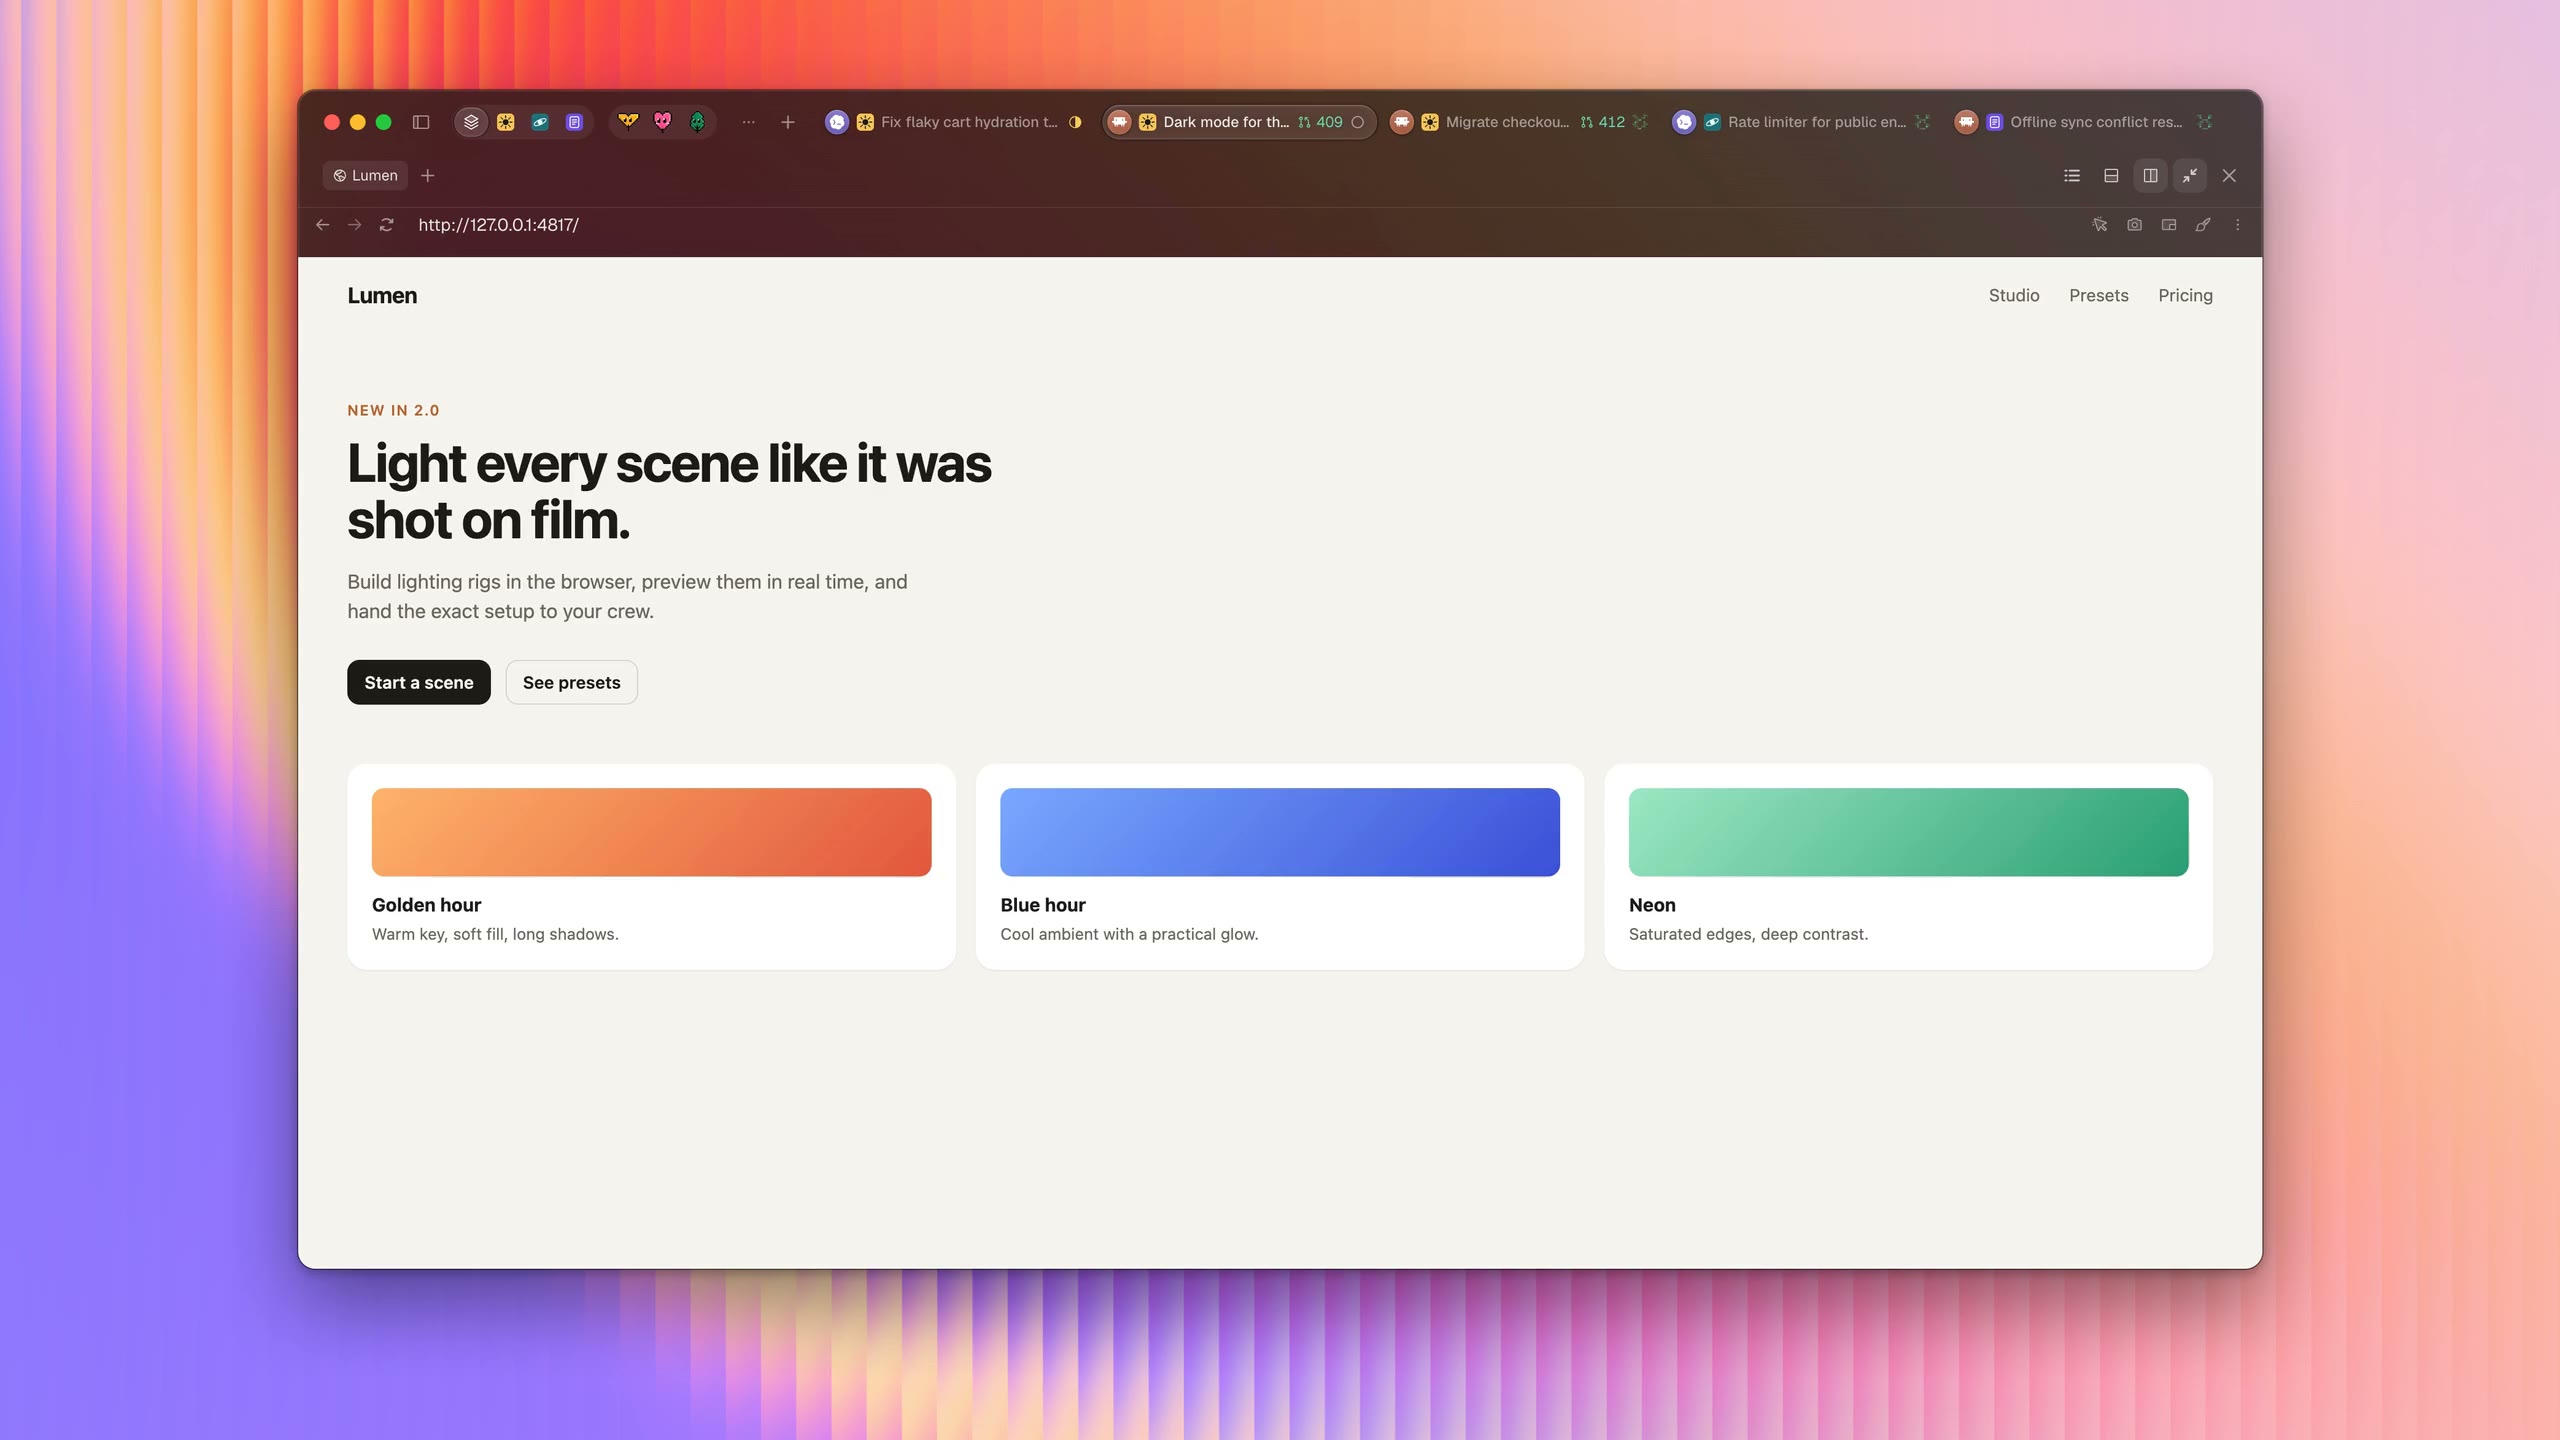 Fix flaky cart hydration t...
Dark mode for th... 409
Migrate checkou... 412
Rate limiter for public en...
Offline sync conflict res...
Lumen
http://127.0.0.1:4817/
Lumen
Studio
Presets
Pricing
NEW IN 2.0
Light every scene like it was
shot on film.
Build lighting rigs in the browser, preview them in real time, and
hand the exact setup to your crew.
Start a scene
See presets
Golden hour
Warm key, soft fill, long shadows.
Blue hour
Cool ambient with a practical glow.
Neon
Saturated edges, deep contrast.